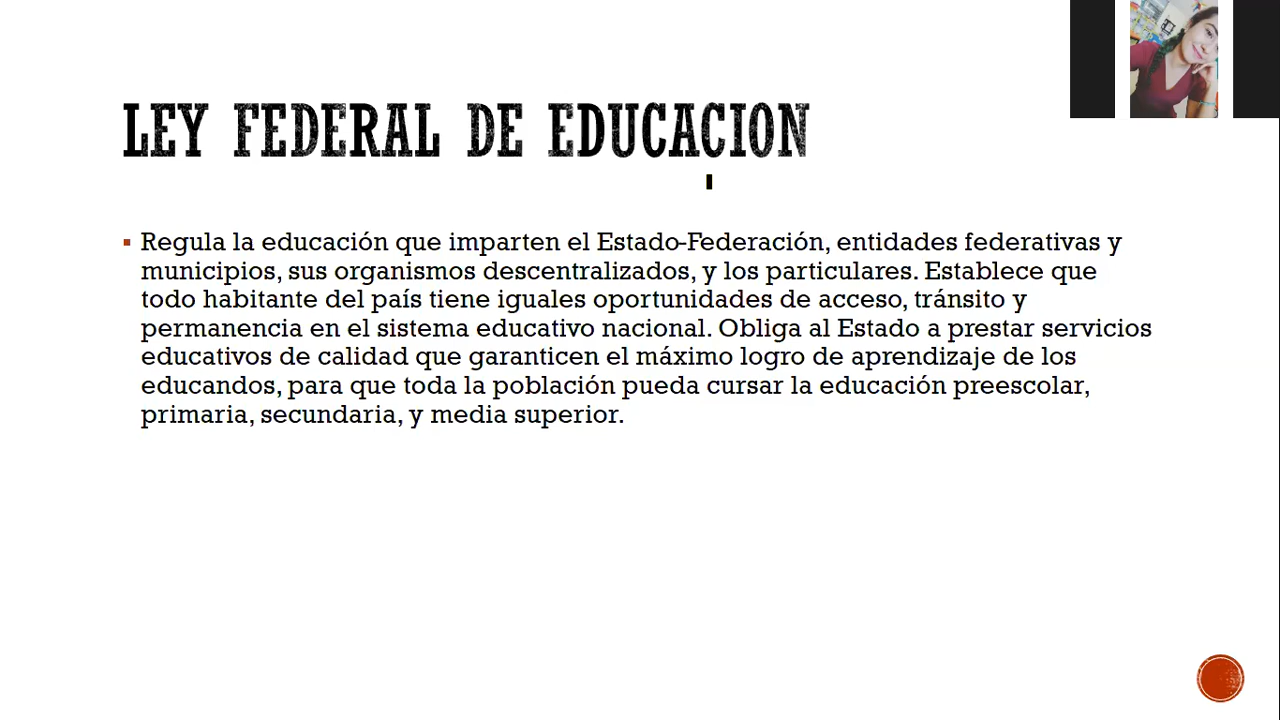 LEY FEDERAL DE EDUCACION
Regula la educación que imparten el Estado-Federación, entidades federativas y
municipios, sus organismos descentralizados, y los particulares. Establece que
todo habitante del país tiene iguales oportunidades de acceso, tránsito y
permanencia en el sistema educativo nacional. Obliga al Estado a prestar servicios
educativos de calidad que garanticen el máximo logro de aprendizaje de los
educandos, para que toda la población pueda cursar la educación preescolar,
primaria, secundaria, y media superior.